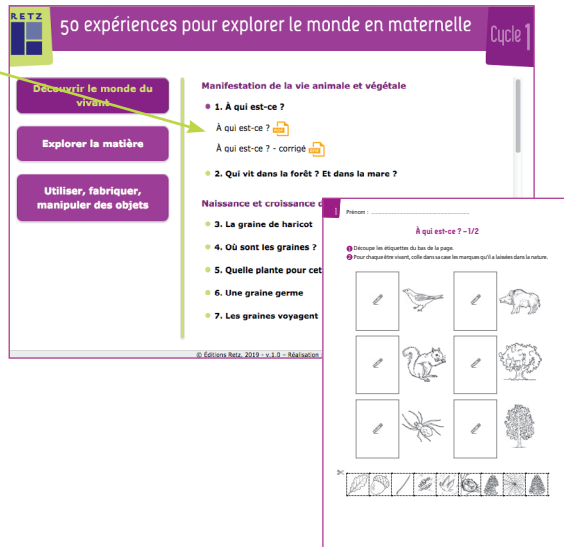 RETZ
50 expériences pour explorer le monde en maternelle
Cycle 1
Découvrir le monde du
vivant
Explorer la matière
Utiliser, fabriquer,
manipuler des objets
Manifestation de la vie animale et végétale
1. À qui est-ce ?
À qui est-ce ?
À qui est-ce ? - corrigé
2. Qui vit dans la forêt ? Et dans la mare ?
Naissance et croissance d
3. La graine de haricot
4. Où sont les graines ?
5. Quelle plante pour cet
6. Une graine germe
7. Les graines voyagent
© Éditions Retz, 2019 - v.1.0 – Réalisation :
1
Prénom : ..................................................
À qui est-ce ? – 1/2
1 Découpe les étiquettes du bas de la page.
2 Pour chaque être vivant, colle dans sa case les marques qu'il a laissées dans la nature.